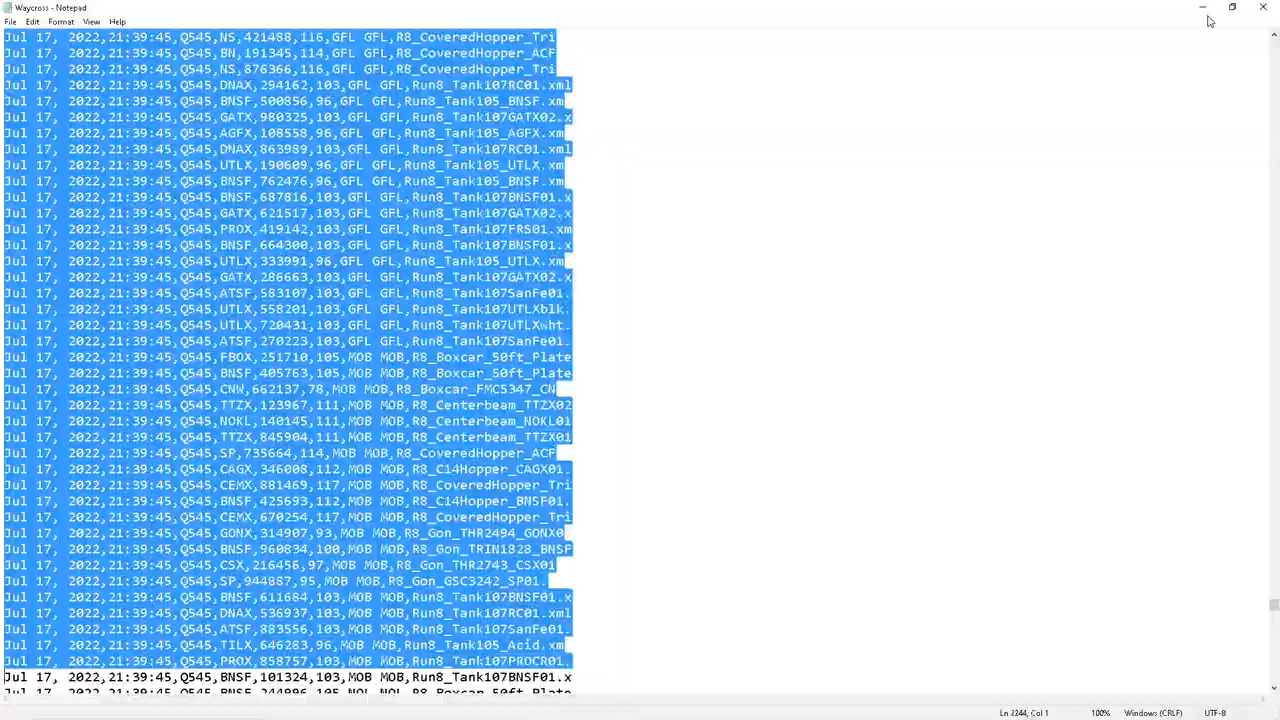 Waycross - Notepad
File Edit Format View Help
Jul 17, 2022,21:39:45,Q545,NS,421488,116,GFL GFL,R8_CoveredHopper_Tri
Jul 17, 2022,21:39:45,Q545,BN,191345,114,GFL GFL,R8_CoveredHopper_ACF
Jul 17, 2022,21:39:45,Q545,NS,876366,116,GFL GFL,R8_CoveredHopper_Tri
Jul 17, 2022,21:39:45,Q545,DNAX,294162,103,GFL GFL,Run8_Tank107RC01.xml
Jul 17, 2022,21:39:45,Q545,BNSF,500856,96,GFL GFL,Run8_Tank105_BNSF.xm
Jul 17, 2022,21:39:45,Q545,GATX,980325,103,GFL GFL,Run8_Tank107GATX02.x
Jul 17, 2022,21:39:45,Q545,AGFX,108558,96,GFL GFL,Run8_Tank105_AGFX.xm
Jul 17, 2022,21:39:45,Q545,DNAX,863989,103,GFL GFL,Run8_Tank107RC01.xml
Jul 17, 2022,21:39:45,Q545,UTLX,190609,96,GFL GFL,Run8_Tank105_UTLX.xm
Jul 17, 2022,21:39:45,Q545,BNSF,762476,96,GFL GFL,Run8_Tank105_BNSF.xm
Jul 17, 2022,21:39:45,Q545,BNSF,687816,103,GFL GFL,Run8_Tank107BNSF01.x
Jul 17, 2022,21:39:45,Q545,GATX,621517,103,GFL GFL,Run8_Tank107GATX02.x
Jul 17, 2022,21:39:45,Q545,PROX,419142,103,GFL GFL,Run8_Tank107FRS01.xm
Jul 17, 2022,21:39:45,Q545,BNSF,664300,103,GFL GFL,Run8_Tank107BNSF01.x
Jul 17, 2022,21:39:45,Q545,UTLX,333991,96,GFL GFL,Run8_Tank105_UTLX.xm
Jul 17, 2022,21:39:45,Q545,GATX,286663,103,GFL GFL,Run8_Tank107GATX02.x
Jul 17, 2022,21:39:45,Q545,ATSF,583107,103,GFL GFL,Run8_Tank107SanFe01.
Jul 17, 2022,21:39:45,Q545,UTLX,558201,103,GFL GFL,Run8_Tank107UTLXblk.
Jul 17, 2022,21:39:45,Q545,UTLX,720431,103,GFL GFL,Run8_Tank107UTLXwht.
Jul 17, 2022,21:39:45,Q545,ATSF,270223,103,GFL GFL,Run8_Tank107SanFe01.
Jul 17, 2022,21:39:45,Q545,FBOX,251710,105,MOB MOB,R8_Boxcar_50ft_Plate
Jul 17, 2022,21:39:45,Q545,BNSF,405763,105,MOB MOB,R8_Boxcar_50ft_Plate
Jul 17, 2022,21:39:45,Q545,CNW,662137,78,MOB MOB,R8_Boxcar_FMC5347_CN
Jul 17, 2022,21:39:45,Q545,TTZX,123967,111,MOB MOB,R8_Centerbeam_TTZX02
Jul 17, 2022,21:39:45,Q545,NOKL,140145,111,MOB MOB,R8_Centerbeam_NOKL01
Jul 17, 2022,21:39:45,Q545,TTZX,845904,111,MOB MOB,R8_Centerbeam_TTZX01
Jul 17, 2022,21:39:45,Q545,SP,735664,114,MOB MOB,R8_CoveredHopper_ACF
Jul 17, 2022,21:39:45,Q545,CAGX,346008,112,MOB MOB,R8_C14Hopper_CAGX01.
Jul 17, 2022,21:39:45,Q545,CEMX,881469,117,MOB MOB,R8_CoveredHopper_Tri
Jul 17, 2022,21:39:45,Q545,BNSF,425693,112,MOB MOB,R8_C14Hopper_BNSF01.
Jul 17, 2022,21:39:45,Q545,CEMX,670254,117,MOB MOB,R8_CoveredHopper_Tri
Jul 17, 2022,21:39:45,Q545,GONX,314907,93,MOB MOB,R8_Gon_THR2494_GONX0
Jul 17, 2022,21:39:45,Q545,BNSF,960834,100,MOB MOB,R8_Gon_TRIN1828_BNSF
Jul 17, 2022,21:39:45,Q545,CSX,216456,97,MOB MOB,R8_Gon_THR2743_CSX01
Jul 17, 2022,21:39:45,Q545,SP,944887,95,MOB MOB,R8_Gon_GSC3242_SP01.
Jul 17, 2022,21:39:45,Q545,BNSF,611684,103,MOB MOB,Run8_Tank107BNSF01.x
Jul 17, 2022,21:39:45,Q545,DNAX,536937,103,MOB MOB,Run8_Tank107RC01.xml
Jul 17, 2022,21:39:45,Q545,ATSF,883556,103,MOB MOB,Run8_Tank107SanFe01.
Jul 17, 2022,21:39:45,Q545,TILX,646283,96,MOB MOB,Run8_Tank105_Acid.xm
Jul 17, 2022,21:39:45,Q545,PROX,858757,103,MOB MOB,Run8_Tank107PROCR01.
Jul 17, 2022,21:39:45,Q545,BNSF,101324,103,MOB MOB,Run8_Tank107BNSF01.x
Jul 17, 2022,21:39:45,Q545,BNSF,244996,105,NOL NOL,R8_Boxcar_50ft_Plate
Ln 2244, Col 1 100% Windows (CRLF) UTF-8